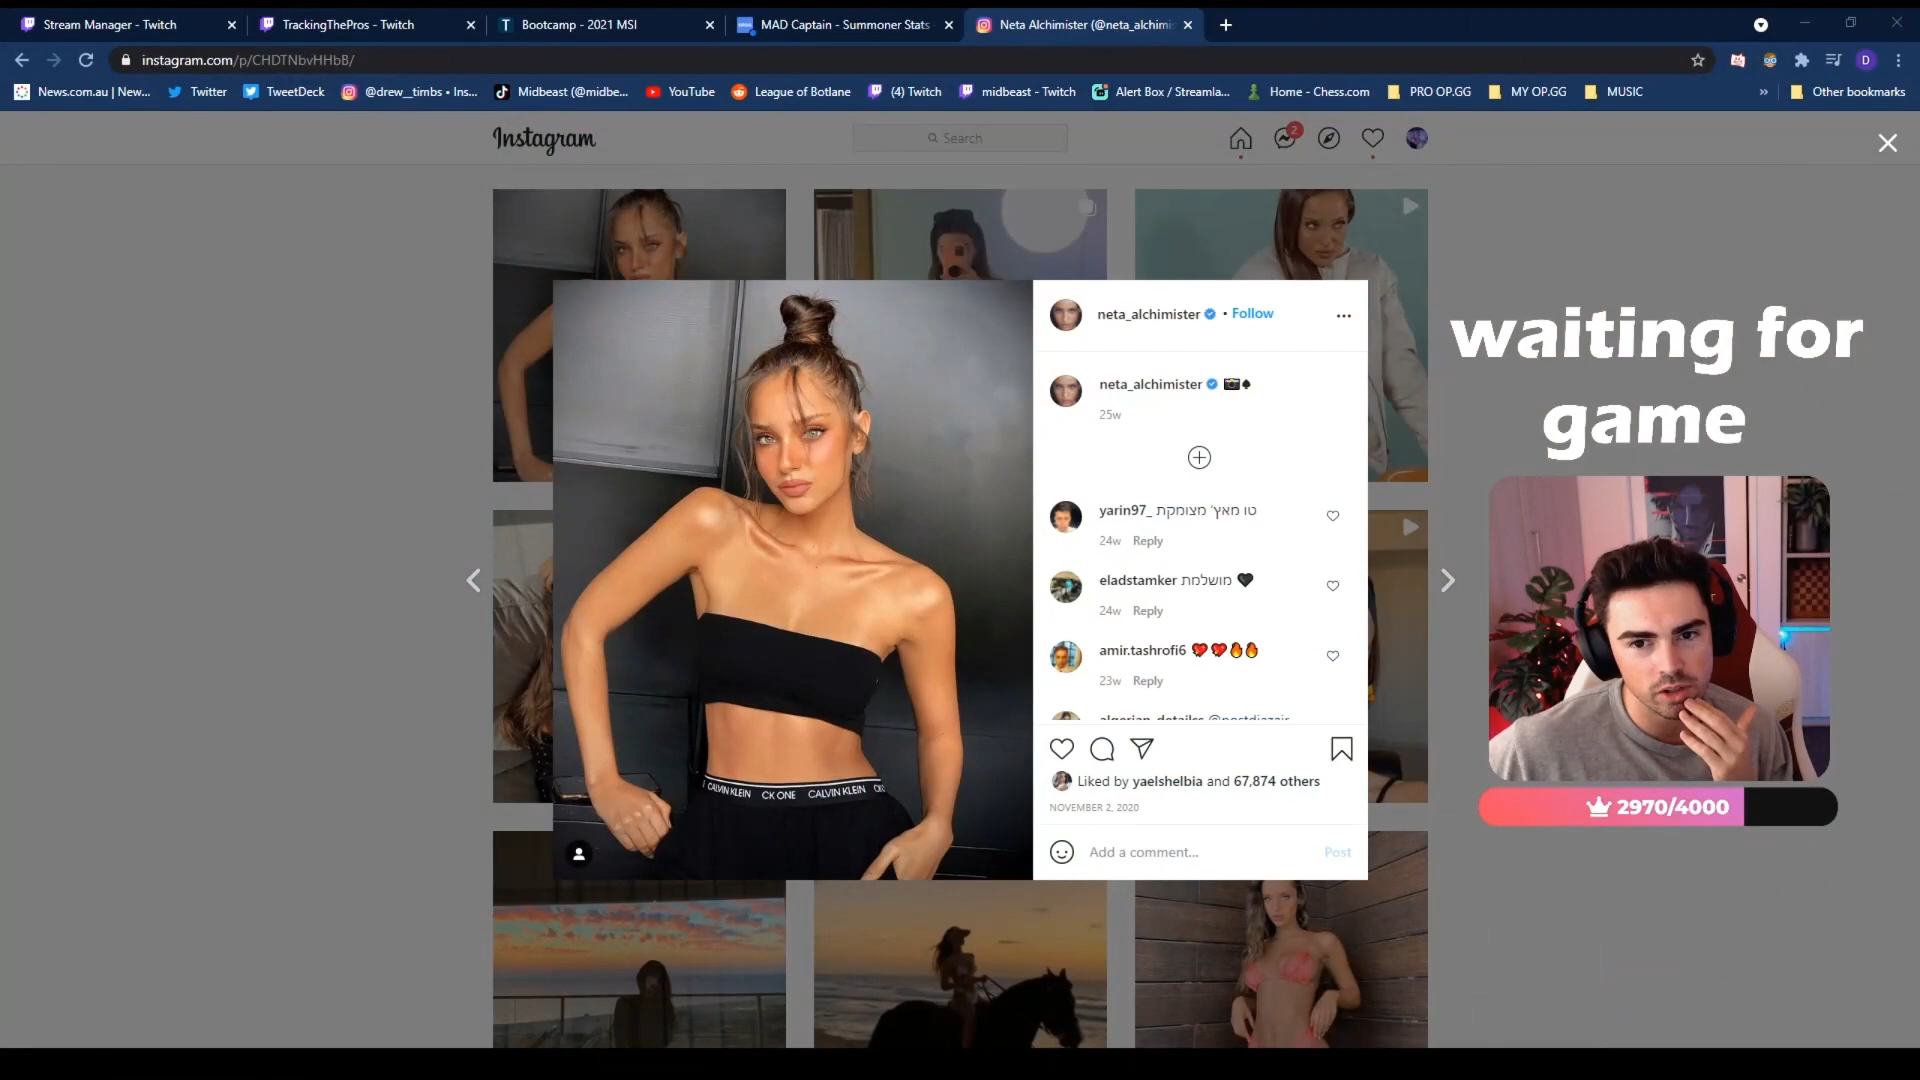 Stream Manager - Twitch
TrackingThePros - Twitch
Bootcamp - 2021 MSI
MAD Captain - Summoner Stats
Neta Alchimister (@neta_alchimi
instagram.com/p/CHDTNbvHHbB/
D
News.com.au | New...
Twitter
TweetDeck
@drew__timbs • Ins...
Midbeast (@midbe...
YouTube
League of Botlane
(4) Twitch
midbeast - Twitch
Alert Box / Streamla...
Home - Chess.com
PRO OP.GG
MY OP.GG
MUSIC
»
Other bookmarks
Instagram
Search
2
neta_alchimister • Follow
neta_alchimister 📷♠
25w
yarin97_ טו מאץ׳ מצומקת
24w Reply
eladstamker מושלמת 🖤
24w Reply
amir.tashrofi6 💘💘🔥🔥
23w Reply
Liked by yaelshelbia and 67,874 others
NOVEMBER 2, 2020
Add a comment...
Post
CALVIN KLEIN CK ONE CALVIN KLEIN
waiting for
game
2970/4000